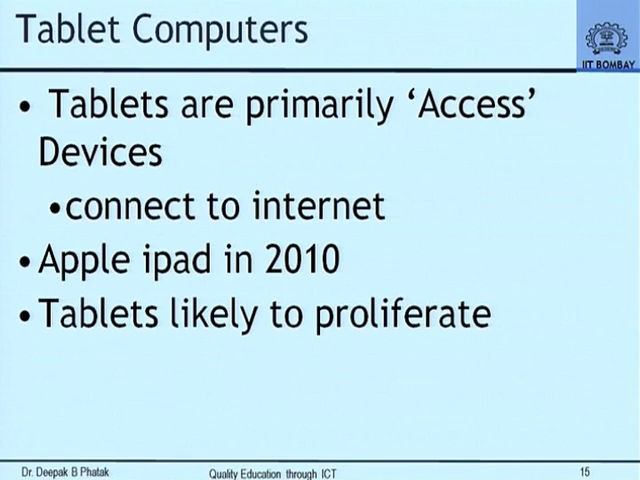 Tablet Computers
IIT BOMBAY
• Tablets are primarily ‘Access’
Devices
•connect to internet
•Apple ipad in 2010
•Tablets likely to proliferate
Dr. Deepak B Phatak
Quality Education through ICT
15